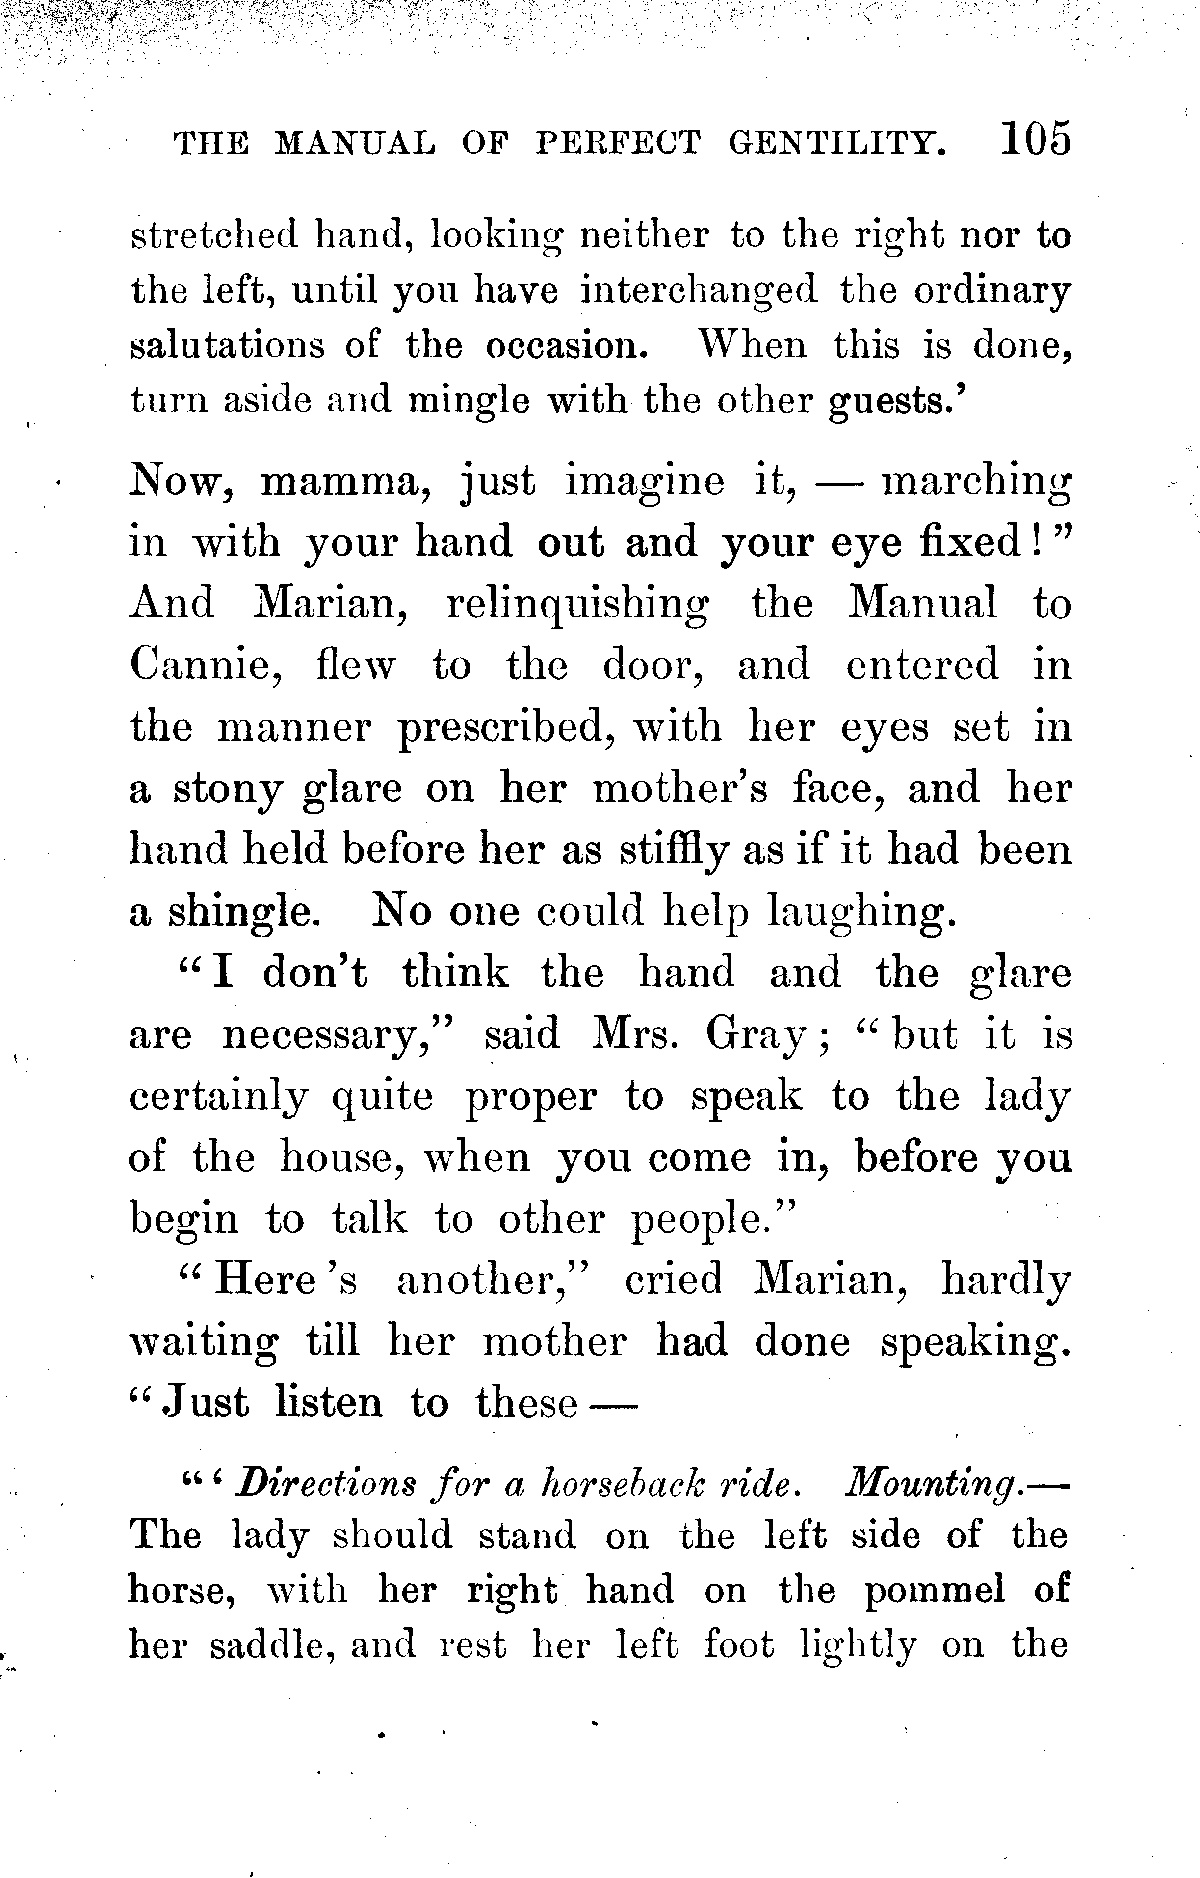 THE MANUAL OF PERFECT GENTILITY. 105
stretched hand, looking neither to the right nor to
the left, until you have interchanged the ordinary
salutations of the occasion. When this is done,
turn aside and mingle with the other guests.’
Now, mamma, just imagine it, — marching
in with your hand out and your eye fixed!”
And Marian, relinquishing the Manual to
Cannie, flew to the door, and entered in
the manner prescribed, with her eyes set in
a stony glare on her mother’s face, and her
hand held before her as stiffly as if it had been
a shingle. No one could help laughing.
“I don’t think the hand and the glare
are necessary,” said Mrs. Gray; “but it is
certainly quite proper to speak to the lady
of the house, when you come in, before you
begin to talk to other people.”
“Here ’s another,” cried Marian, hardly
waiting till her mother had done speaking.
“Just listen to these —
“‘Directions for a horseback ride. Mounting.—
The lady should stand on the left side of the
horse, with her right hand on the pommel of
her saddle, and rest her left foot lightly on the